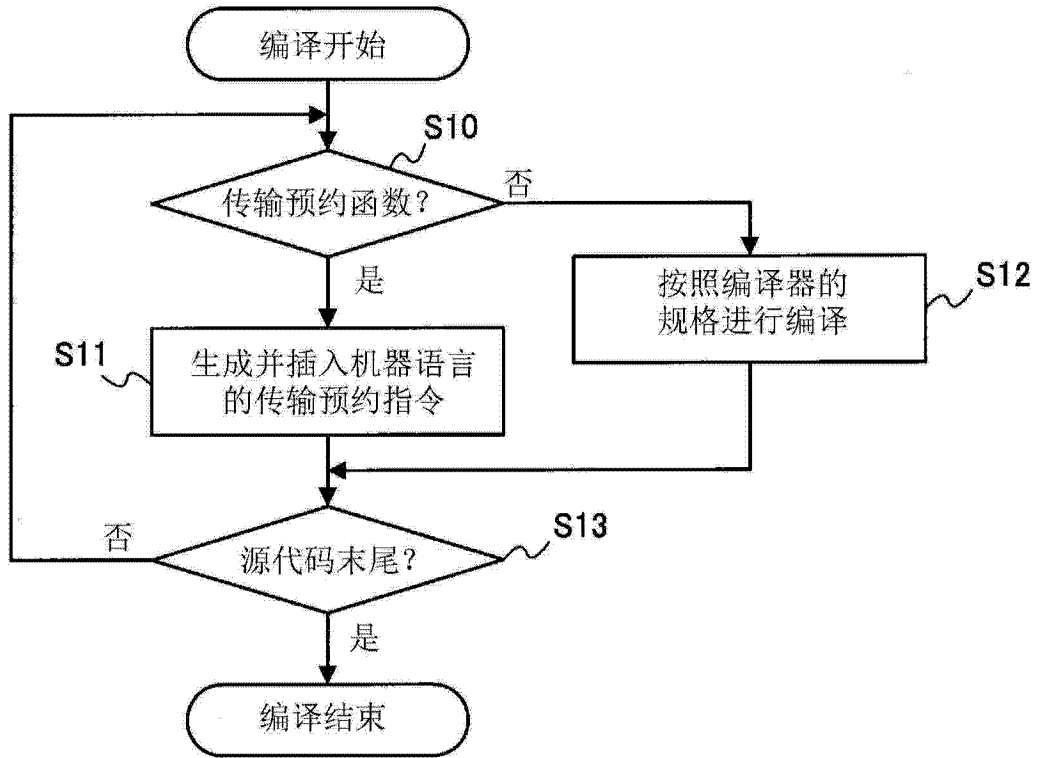 编译开始
S10
传输预约函数？
否
是
按照编译器的
规格进行编译
S12
S11
生成并插入机器语言
的传输预约指令
否
S13
源代码末尾？
是
编译结束